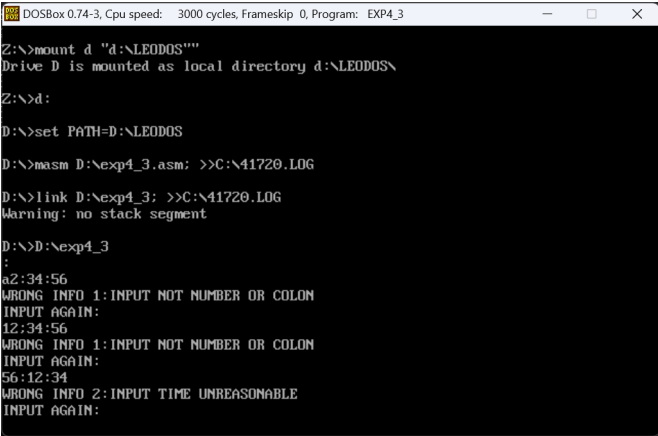 DOSBox 0.74-3, Cpu speed: 3000 cycles, Frameskip 0, Program: EXP4_3
Z:\>mount d "d:\LEODOS""
Drive D is mounted as local directory d:\LEODOS\
Z:\>d:
D:\>set PATH=D:\LEODOS
D:\>masm D:\exp4_3.asm; >>C:\41720.LOG
D:\>link D:\exp4_3; >>C:\41720.LOG
Warning: no stack segment
D:\>D:\exp4_3
:
a2:34:56
WRONG INFO 1:INPUT NOT NUMBER OR COLON
INPUT AGAIN:
12;34:56
WRONG INFO 1:INPUT NOT NUMBER OR COLON
INPUT AGAIN:
56:12:34
WRONG INFO 2:INPUT TIME UNREASONABLE
INPUT AGAIN: